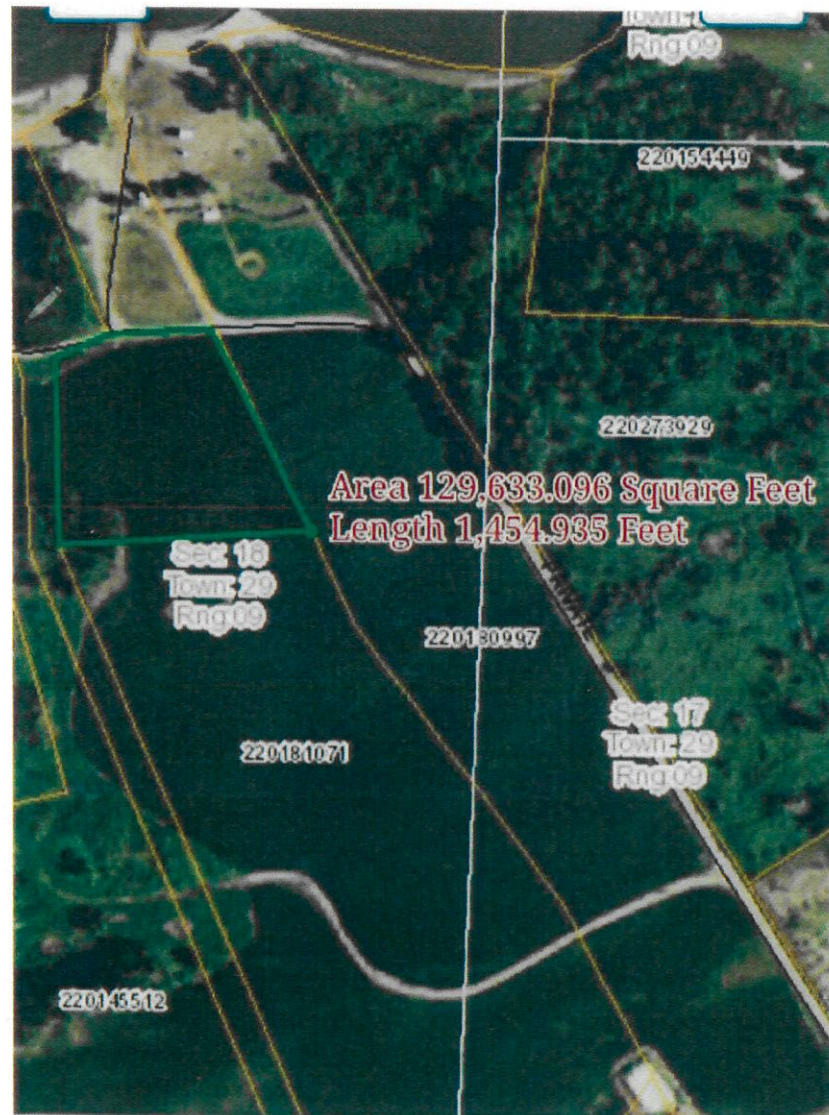 Rng 09
220154449
220273929
Area 129,633.096 Square Feet
Length 1,454.935 Feet
Sec: 18
Town: 29
Rng 09
220180997
PRIVATE
Sec: 17
Town: 29
Rng 09
220181071
220145512